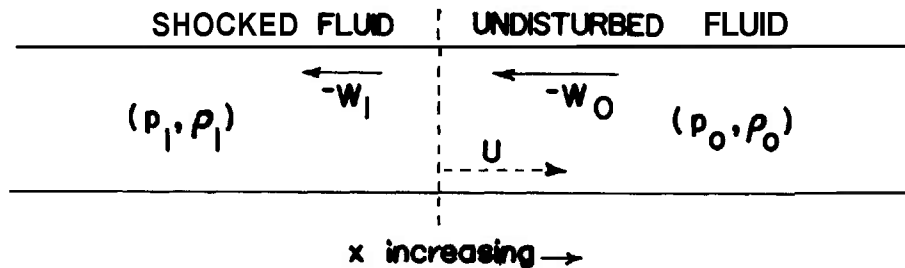 SHOCKED FLUID UNDISTURBED FLUID
-W₁ -W₀
(p₁, ρ₁) (p₀, ρ₀)
U
x increasing→